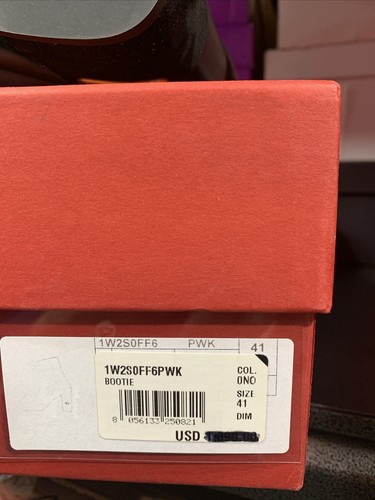 1W2S0FF6 PWK 41
1W2S0FF6PWK COL.
BOOTIE 0NO
SIZE
41
8 056133 250821 DIM
USD